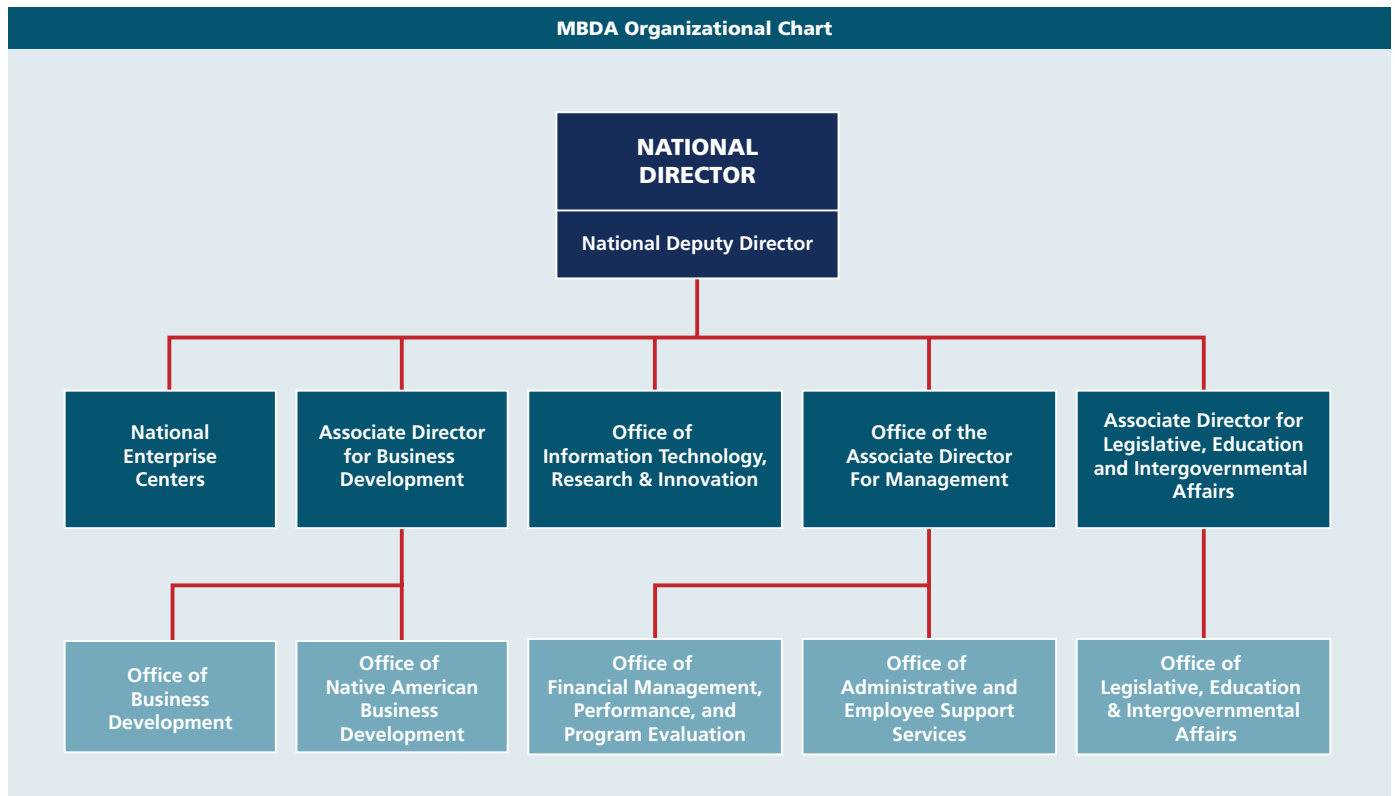 MBDA Organizational Chart
NATIONAL
DIRECTOR
National Deputy Director
National
Enterprise
Centers
Associate Director
for Business
Development
Office of
Information Technology,
Research & Innovation
Office of the
Associate Director
For Management
Associate Director for
Legislative, Education
and Intergovernmental
Affairs
Office of
Business
Development
Office of
Native American
Business
Development
Office of
Financial Management,
Performance, and
Program Evaluation
Office of
Administrative and
Employee Support
Services
Office of
Legislative, Education
& Intergovernmental
Affairs